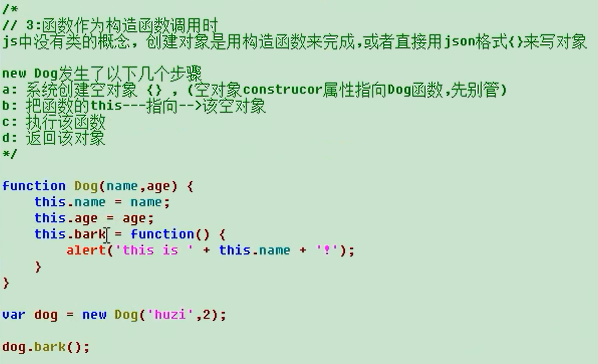 /*
// 3:函数作为构造函数调用时
js中没有类的概念, 创建对象是用构造函数来完成,或者直接用json格式{}来写对象
new Dog发生了以下几个步骤
a: 系统创建空对象 {} , (空对象construcor属性指向Dog函数,先别管)
b: 把函数的this---指向-->该空对象
c: 执行该函数
d: 返回该对象
*/
function Dog(name,age) {
this.name = name;
this.age = age;
this.bark = function() {
alert('this is ' + this.name + '!');
}
}
var dog = new Dog('huzi',2);
dog.bark();